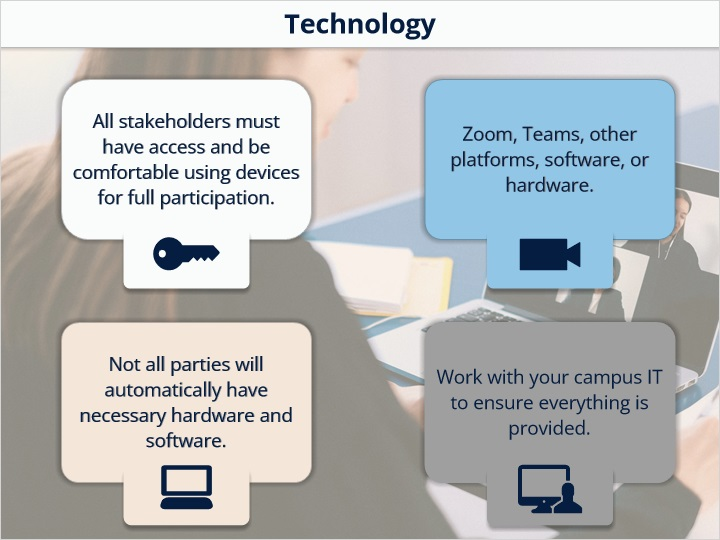 Technology
All stakeholders must
have access and be
comfortable using devices
for full participation.
Zoom, Teams, other
platforms, software, or
hardware.
Not all parties will
automatically have
necessary hardware and
software.
Work with your campus IT
to ensure everything is
provided.